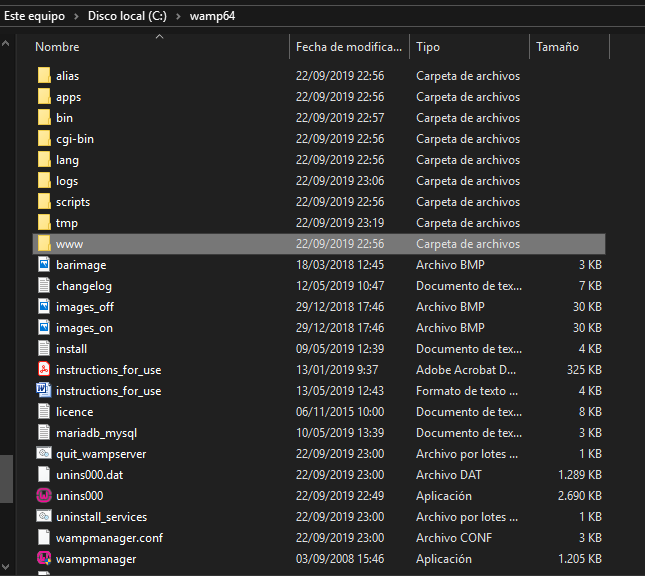 Este equipo > Disco local (C:) > wamp64
Nombre Fecha de modifica... Tipo Tamaño
alias 22/09/2019 22:56 Carpeta de archivos
apps 22/09/2019 22:56 Carpeta de archivos
bin 22/09/2019 22:57 Carpeta de archivos
cgi-bin 22/09/2019 22:56 Carpeta de archivos
lang 22/09/2019 22:56 Carpeta de archivos
logs 22/09/2019 23:06 Carpeta de archivos
scripts 22/09/2019 22:56 Carpeta de archivos
tmp 22/09/2019 23:19 Carpeta de archivos
www 22/09/2019 22:56 Carpeta de archivos
barimage 18/03/2018 12:45 Archivo BMP 3 KB
changelog 12/05/2019 10:47 Documento de tex... 7 KB
images_off 29/12/2018 17:46 Archivo BMP 30 KB
images_on 29/12/2018 17:46 Archivo BMP 30 KB
install 09/05/2019 12:39 Documento de tex... 4 KB
instructions_for_use 13/01/2019 9:37 Adobe Acrobat D... 325 KB
instructions_for_use 13/05/2019 12:43 Formato de texto ... 4 KB
licence 06/11/2015 10:00 Documento de tex... 8 KB
mariadb_mysql 10/05/2019 13:39 Documento de tex... 3 KB
quit_wampserver 22/09/2019 23:00 Archivo por lotes ... 1 KB
unins000.dat 22/09/2019 23:00 Archivo DAT 1.289 KB
unins000 22/09/2019 22:49 Aplicación 2.690 KB
uninstall_services 22/09/2019 23:00 Archivo por lotes ... 1 KB
wampmanager.conf 22/09/2019 23:00 Archivo CONF 3 KB
wampmanager 03/09/2008 15:46 Aplicación 1.205 KB